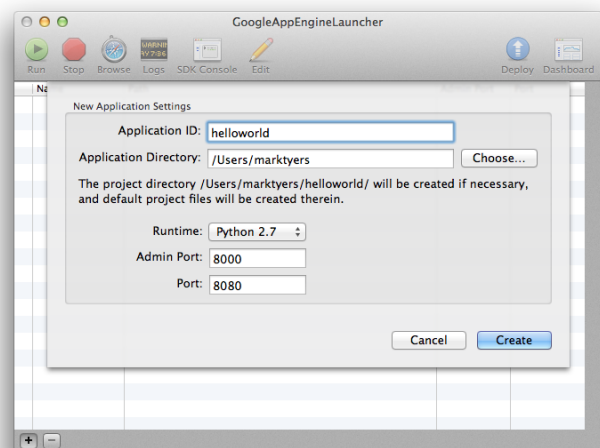 GoogleAppEngineLauncher
Run Stop Browse Logs SDK Console Edit Deploy Dashboard
New Application Settings
Application ID: helloworld
Application Directory: /Users/marktyers Choose...
The project directory /Users/marktyers/helloworld/ will be created if necessary,
and default project files will be created therein.
Runtime: Python 2.7
Admin Port: 8000
Port: 8080
Cancel Create